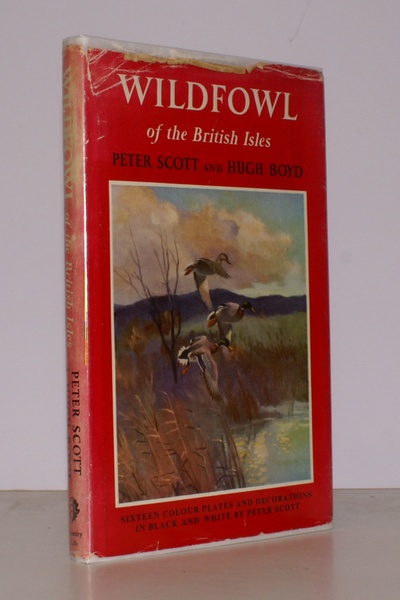 WILDFOWL
of the British Isles
PETER SCOTT AND HUGH BOYD
SIXTEEN COLOUR PLATES AND DECORATIONS
IN BLACK AND WHITE BY PETER SCOTT
WILDFOWL of the British Isles
PETER SCOTT